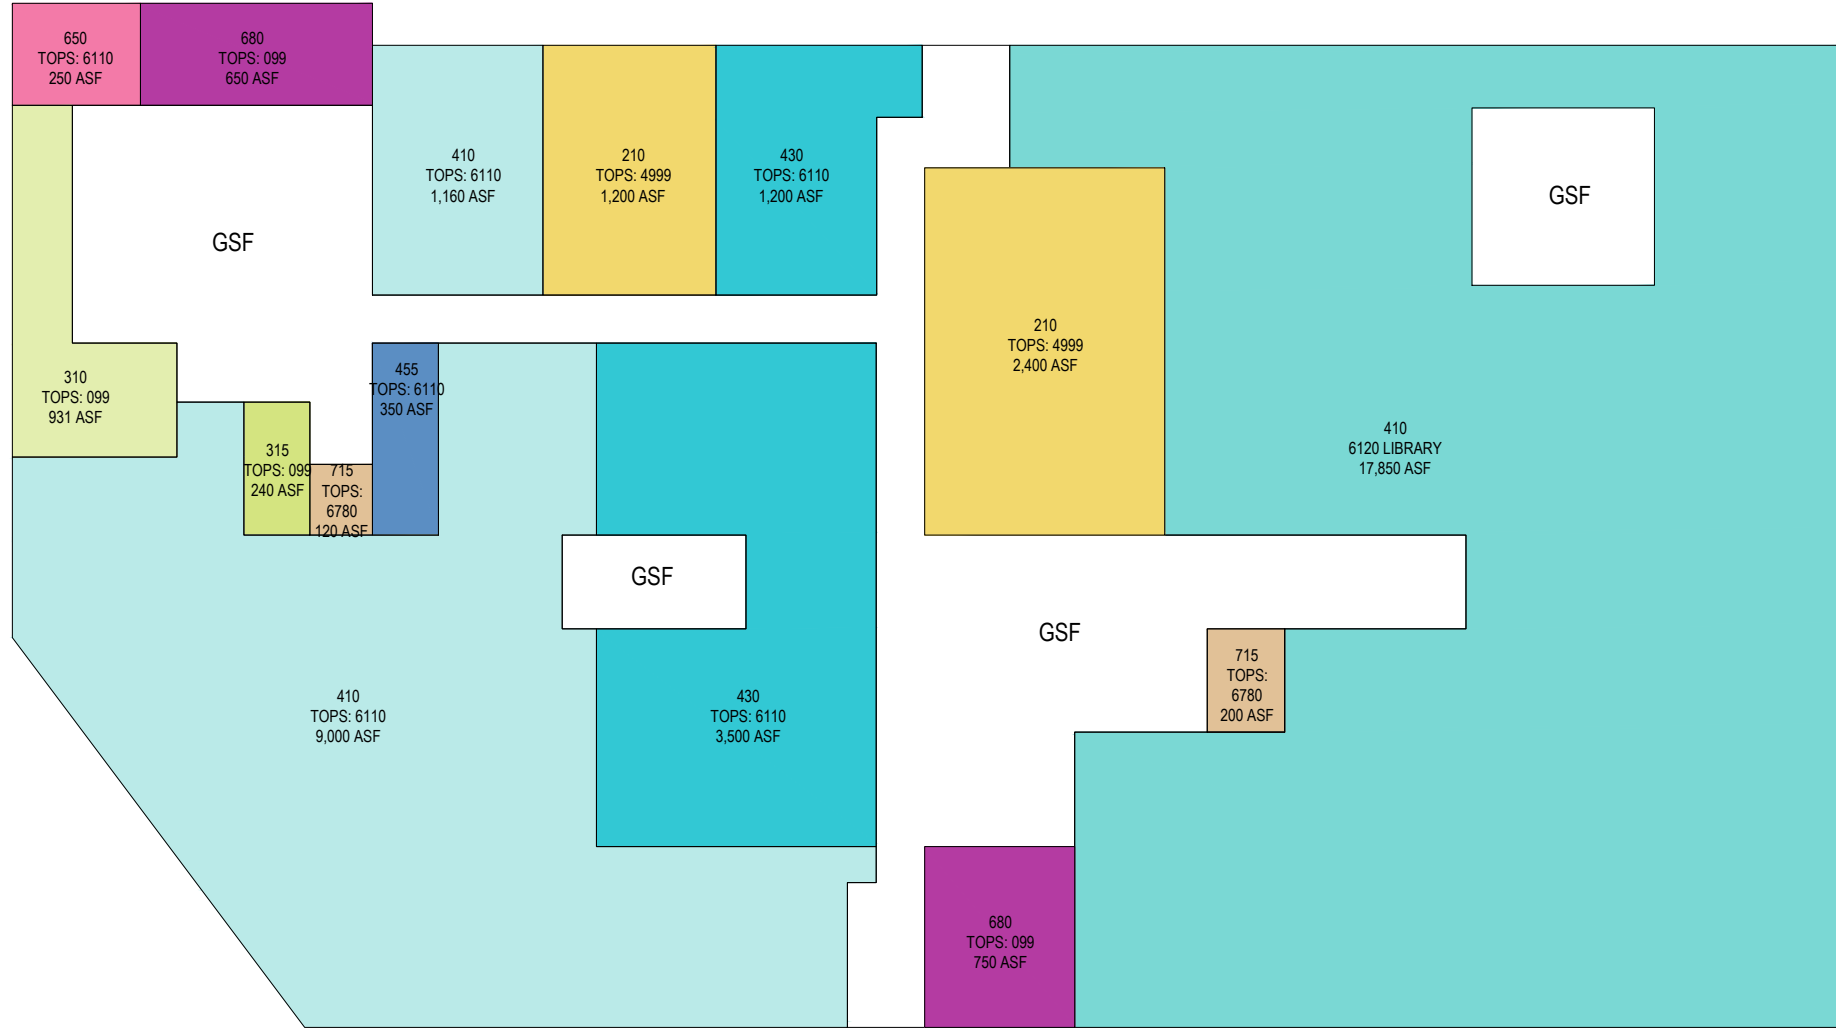 650
TOPS: 6110
250 ASF
680
TOPS: 099
650 ASF
410
TOPS: 6110
1,160 ASF
210
TOPS: 4999
1,200 ASF
430
TOPS: 6110
1,200 ASF
GSF
GSF
310
TOPS: 099
931 ASF
455
TOPS: 6110
350 ASF
210
TOPS: 4999
2,400 ASF
410
6120 LIBRARY
17,850 ASF
315
TOPS: 099
240 ASF
715
TOPS:
6780
120 ASF
GSF
GSF
410
TOPS: 6110
9,000 ASF
430
TOPS: 6110
3,500 ASF
715
TOPS:
6780
200 ASF
680
TOPS: 099
750 ASF